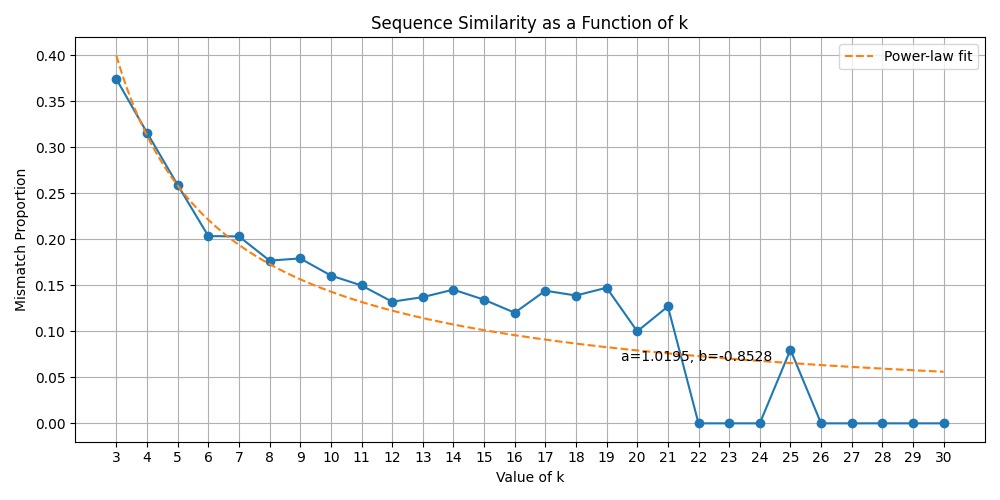 Sequence Similarity as a Function of k
Power-law fit
Mismatch Proportion
0.40
0.35
0.30
0.25
0.20
0.15
0.10
0.05
0.00
a=1.0195, b=-0.8528
3 4 5 6 7 8 9 10 11 12 13 14 15 16 17 18 19 20 21 22 23 24 25 26 27 28 29 30
Value of k